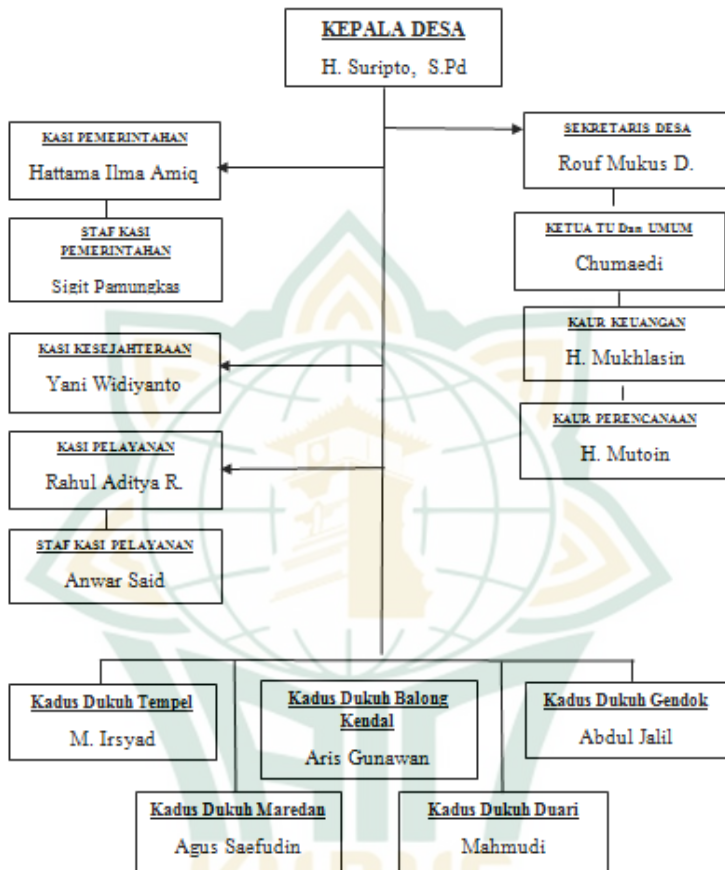 KEPALA DESA
H. Suripto, S.Pd
KASI PEMERINTAHAN
Hattama Ilma Amiq
SEKRETARIS DESA
Rouf Mukus D.
STAF KASI
PEMERINTAHAN
Sigit Pamungkas
KETUA TU Dan UMUM
Chumaedi
KASI KESEJAHTERAAN
Yani Widiyanto
KAUR KEUANGAN
H. Mukhlasin
KASI PELAYANAN
Rahul Aditya R.
KAUR PERENCANAAN
H. Mutoin
STAF KASI PELAYANAN
Anwar Said
Kadus Dukuh Tempel
M. Irsyad
Kadus Dukuh Balong
Kendal
Aris Gunawan
Kadus Dukuh Gendok
Abdul Jalil
Kadus Dukuh Maredan
Agus Saefudin
Kadus Dukuh Duari
Mahmudi